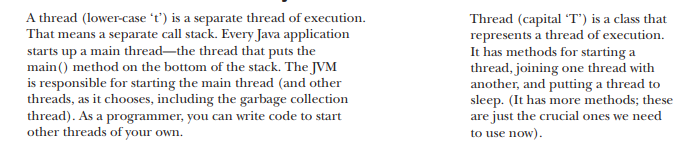 A thread (lower-case ‘t’) is a separate thread of execution.
That means a separate call stack. Every Java application
starts up a main thread—the thread that puts the
main() method on the bottom of the stack. The JVM
is responsible for starting the main thread (and other
threads, as it chooses, including the garbage collection
thread). As a programmer, you can write code to start
other threads of your own.
Thread (capital ‘T’) is a class that
represents a thread of execution.
It has methods for starting a
thread, joining one thread with
another, and putting a thread to
sleep. (It has more methods; these
are just the crucial ones we need
to use now).